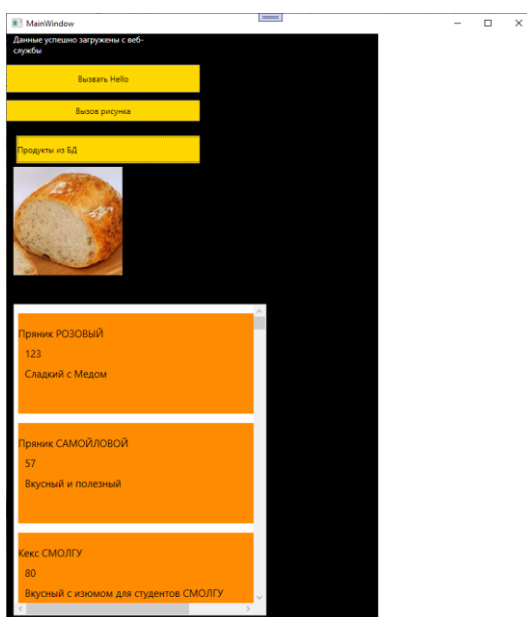 MainWindow
Данные успешно загружены с веб-
службы
Вызвать Hello
Вызов рисунка
Продукты из БД
Пряник РОЗОВЫЙ
123
Сладкий с Медом
Пряник САМОЙЛОВОЙ
57
Вкусный и полезный
Кекс СМОЛГУ
80
Вкусный с изюмом для студентов СМОЛГУ